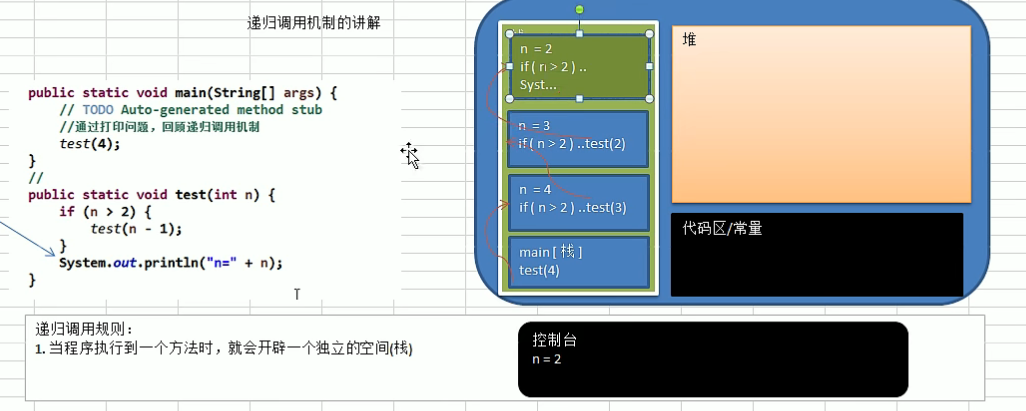 递归调用机制的讲解
public static void main(String[] args) {
// TODO Auto-generated method stub
//通过打印问题，回顾递归调用机制
test(4);
}
//
public static void test(int n) {
if (n > 2) {
test(n - 1);
}
System.out.println("n=" + n);
}
n = 2
if ( n > 2 ) ..
Syst...
n = 3
if ( n > 2 ) ..test(2)
n = 4
if ( n > 2 ) ..test(3)
main [ 栈 ]
test(4)
堆
代码区/常量
递归调用规则：
1. 当程序执行到一个方法时，就会开辟一个独立的空间(栈)
控制台
n = 2